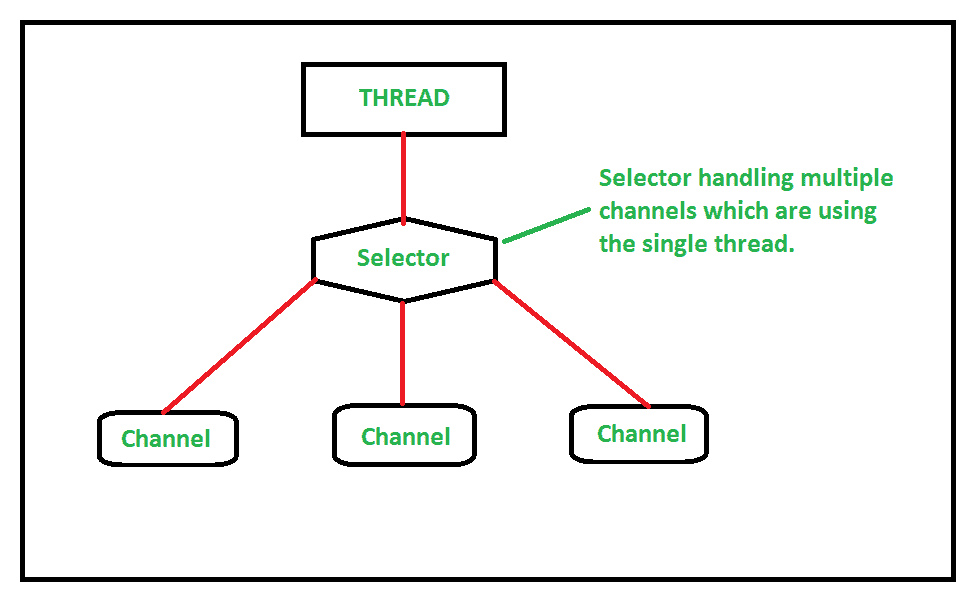 THREAD
Selector handling multiple
channels which are using
the single thread.
Selector
Channel
Channel
Channel